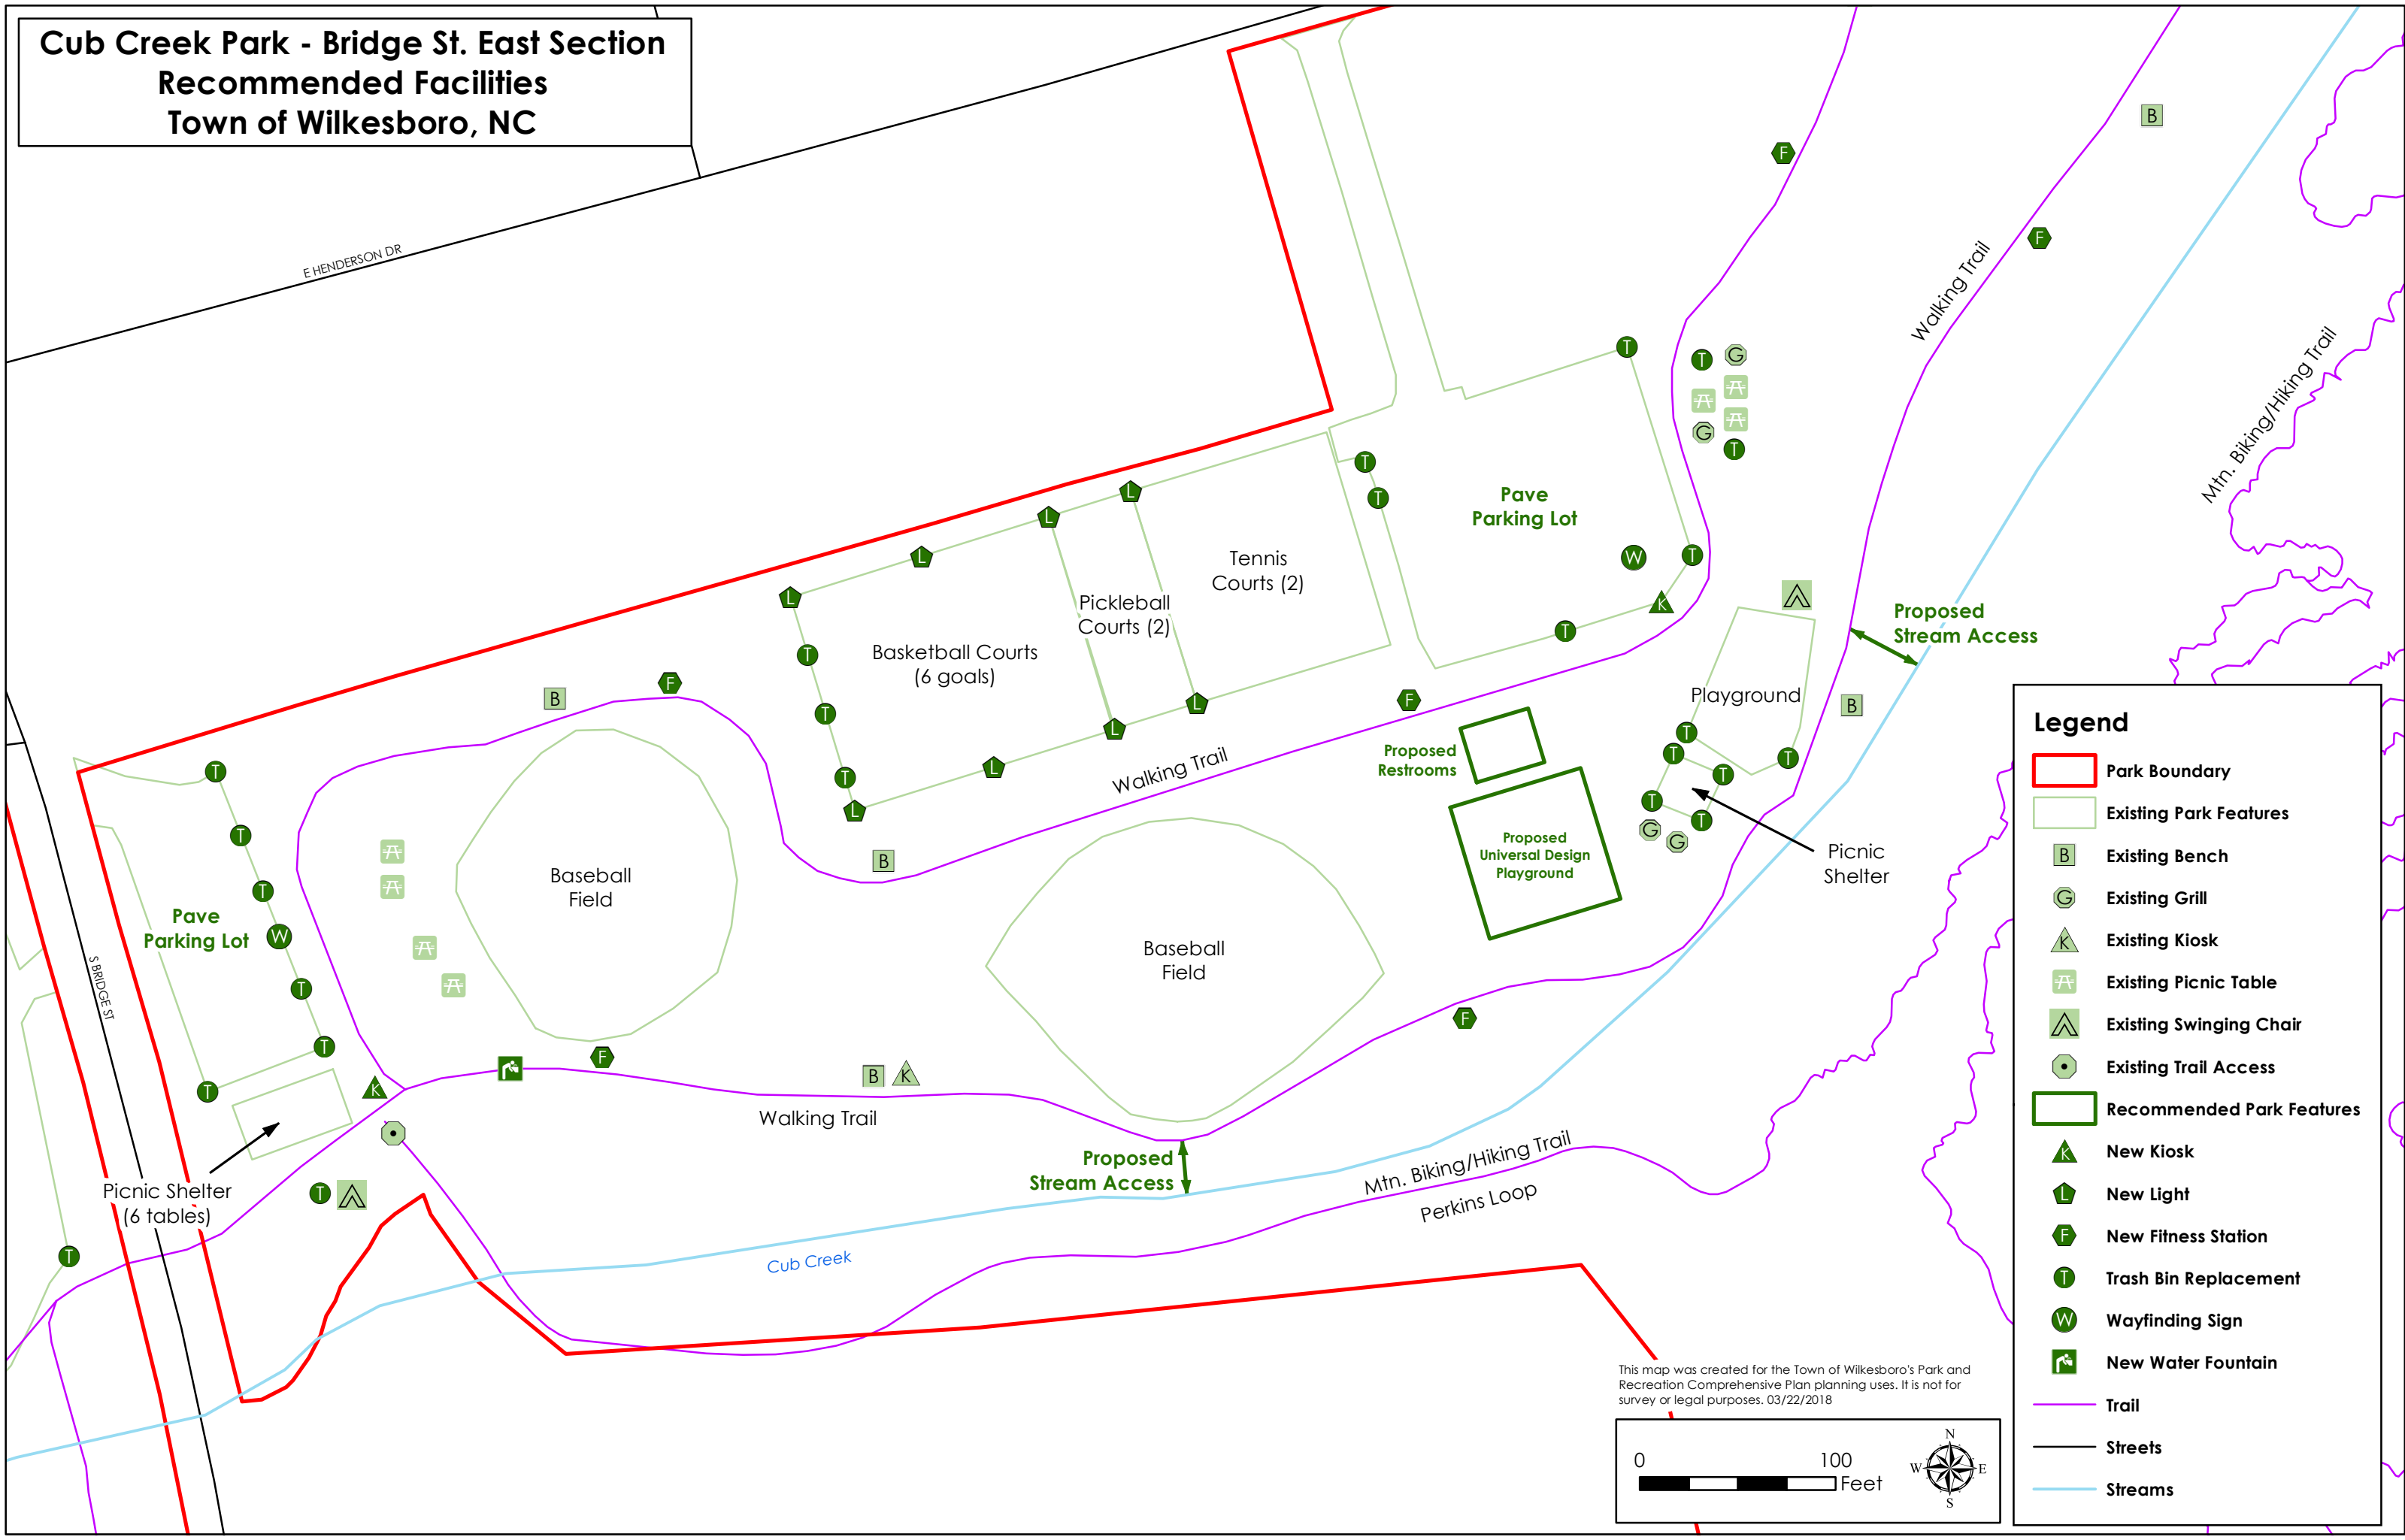 Cub Creek Park - Bridge St. East Section
Recommended Facilities
Town of Wilkesboro, NC
E HENDERSON DR
B
F
F
Walking Trail
Mtn. Biking/Hiking Trail
T
T
G
G
T
T
T
Pave
Parking Lot
W
T
K
T
L
L
L
L
Tennis
Courts (2)
Pickleball
Courts (2)
Basketball Courts
(6 goals)
T
T
T
L
L
L
L
Proposed
Stream Access
B
F
F
Playground
B
T
T
T
T
T
T
G
G
Picnic
Shelter
Proposed
Restrooms
Walking Trail
Proposed
Universal Design
Playground
B
T
T
T
W
T
T
T
Pave
Parking Lot
S BRIDGE ST
Baseball
Field
Baseball
Field
F
F
K
B
K
Walking Trail
Proposed
Stream Access
Mtn. Biking/Hiking Trail
Perkins Loop
Picnic Shelter
(6 tables)
T
T
Cub Creek
Legend
Park Boundary
Existing Park Features
B Existing Bench
G Existing Grill
K Existing Kiosk
Existing Picnic Table
Existing Swinging Chair
Existing Trail Access
Recommended Park Features
K New Kiosk
L New Light
F New Fitness Station
T Trash Bin Replacement
W Wayfinding Sign
New Water Fountain
Trail
Streets
Streams
This map was created for the Town of Wilkesboro's Park and
Recreation Comprehensive Plan planning uses. It is not for
survey or legal purposes. 03/22/2018
0 100
Feet
N
W E
S